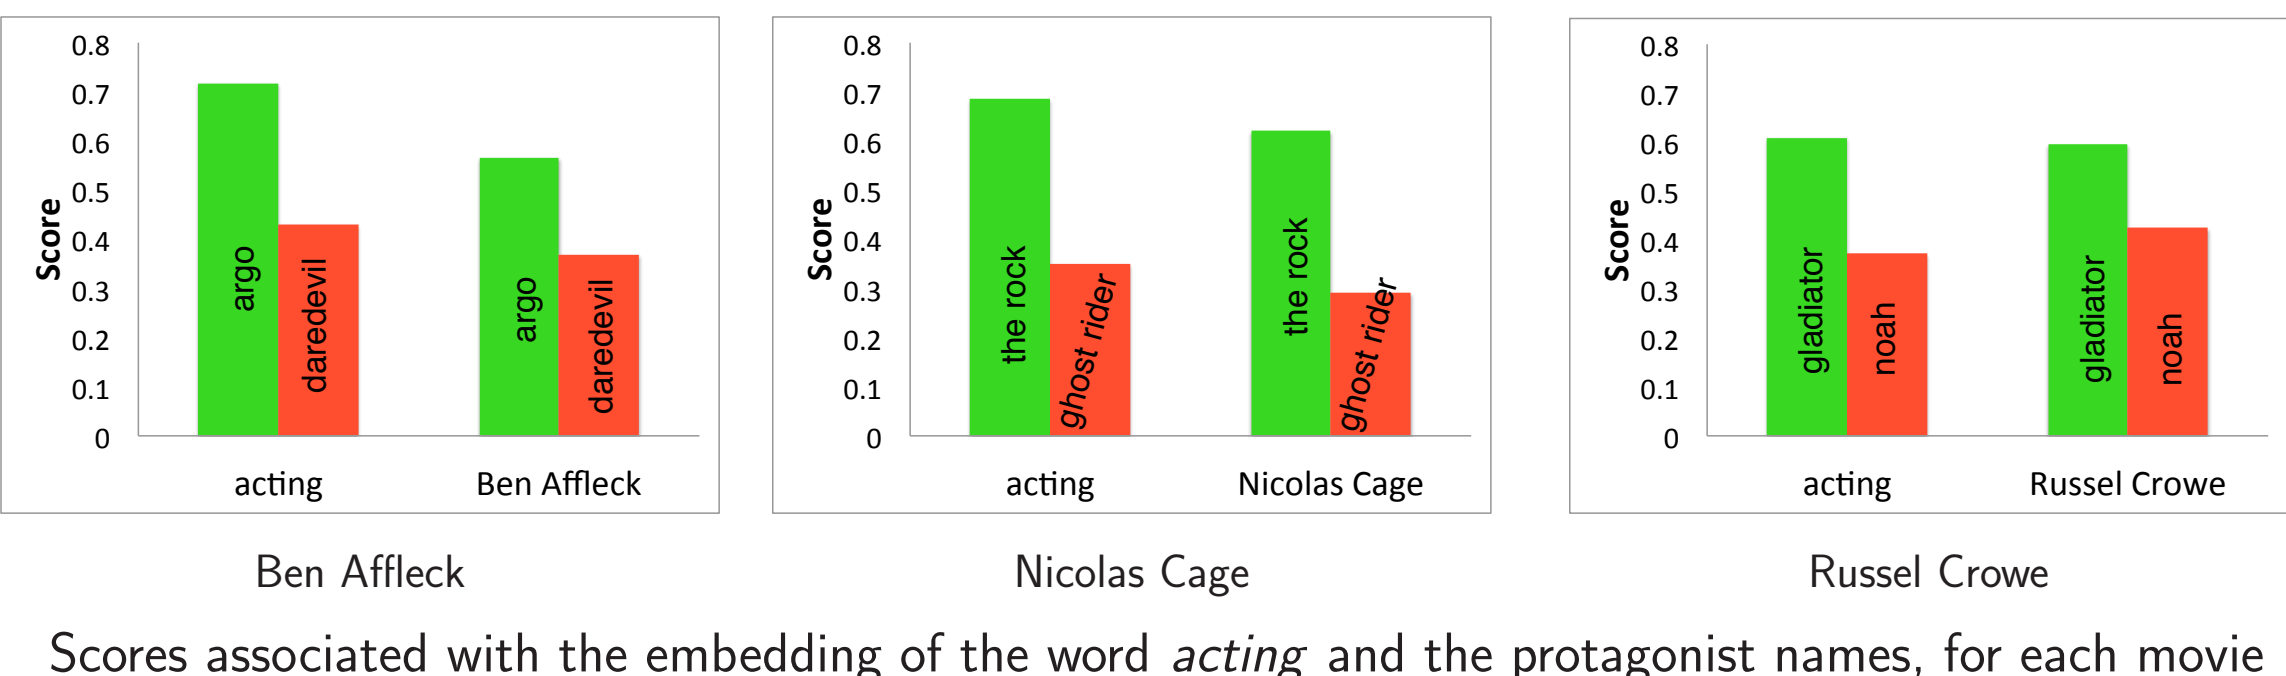 0.8
0.7
0.6
0.5
0.4
0.3
0.2
0.1
0
Score
argo
daredevil
argo
daredevil
acting
Ben Affleck
0.8
0.7
0.6
0.5
0.4
0.3
0.2
0.1
0
Score
the rock
ghost rider
the rock
ghost rider
acting
Nicolas Cage
0.8
0.7
0.6
0.5
0.4
0.3
0.2
0.1
0
Score
gladiator
noah
gladiator
noah
acting
Russel Crowe
Ben Affleck
Nicolas Cage
Russel Crowe
Scores associated with the embedding of the word acting and the protagonist names, for each movie